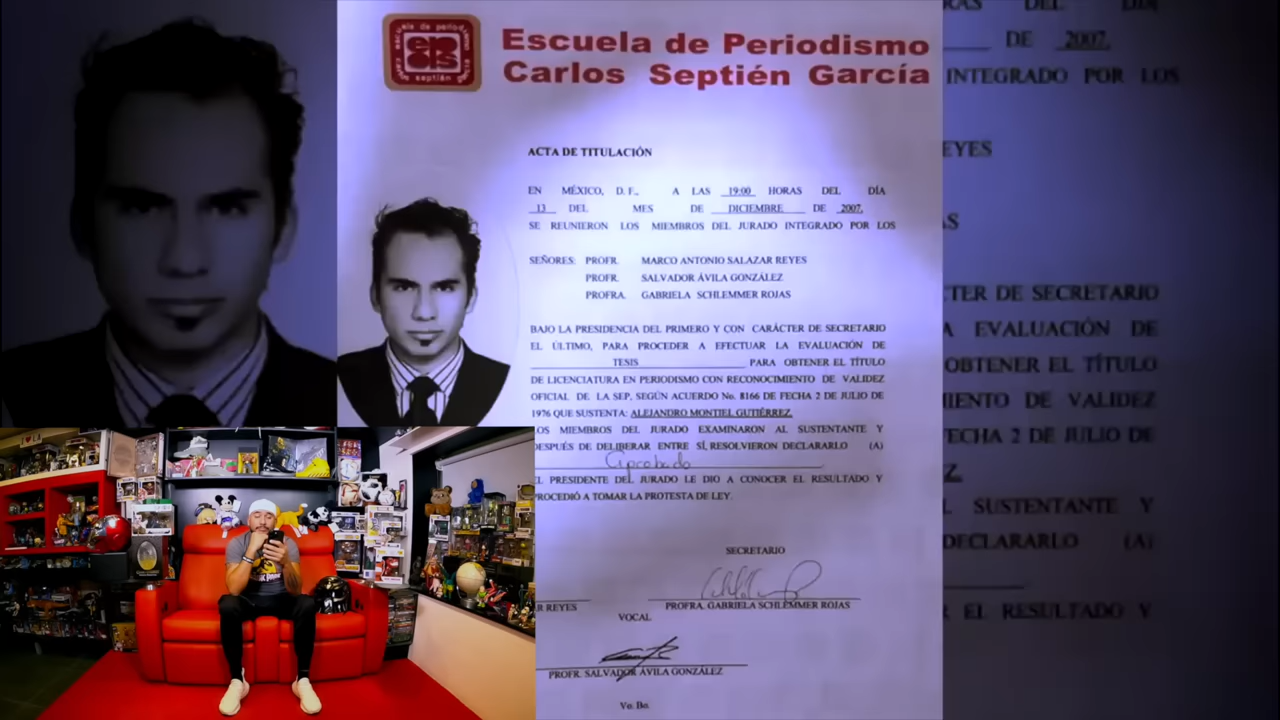 Escuela de Periodismo
Carlos Septién García
ACTA DE TITULACIÓN
EN MÉXICO, D. F., A LAS 19:00 HORAS DEL DÍA
13 DEL MES DE DICIEMBRE DE 2007,
SE REUNIERON LOS MIEMBROS DEL JURADO INTEGRADO POR LOS
SEÑORES: PROFR. MARCO ANTONIO SALAZAR REYES
PROFR. SALVADOR ÁVILA GONZÁLEZ
PROFRA. GABRIELA SCHLEMMER ROJAS
BAJO LA PRESIDENCIA DEL PRIMERO Y CON CARÁCTER DE SECRETARIO
EL ÚLTIMO, PARA PROCEDER A EFECTUAR LA EVALUACIÓN DE
TESIS PARA OBTENER EL TÍTULO
DE LICENCIATURA EN PERIODISMO CON RECONOCIMIENTO DE VALIDEZ
OFICIAL DE LA SEP, SEGÚN ACUERDO No. 8166 DE FECHA 2 DE JULIO DE
1976 QUE SUSTENTA: ALEJANDRO MONTIEL GUTIÉRREZ.
LOS MIEMBROS DEL JURADO EXAMINARON AL SUSTENTANTE Y
DESPUÉS DE DELIBERAR ENTRE SÍ, RESOLVIERON DECLARARLO (A)
Aprobado
EL PRESIDENTE DEL JURADO LE DIO A CONOCER EL RESULTADO Y
PROCEDIÓ A TOMAR LA PROTESTA DE LEY.
SECRETARIO
AR REYES PROFRA. GABRIELA SCHLEMMER ROJAS
VOCAL
PROFR. SALVADOR ÁVILA GONZÁLEZ
Vo. Bo.
DE 2007,
INTEGRADO POR LOS
EYES
AS
CTER DE SECRETARIO
A EVALUACIÓN DE
OBTENER EL TÍTULO
MIENTO DE VALIDEZ
FECHA 2 DE JULIO DE
Z
L SUSTENTANTE Y
DECLARARLO (A)
R EL RESULTADO Y